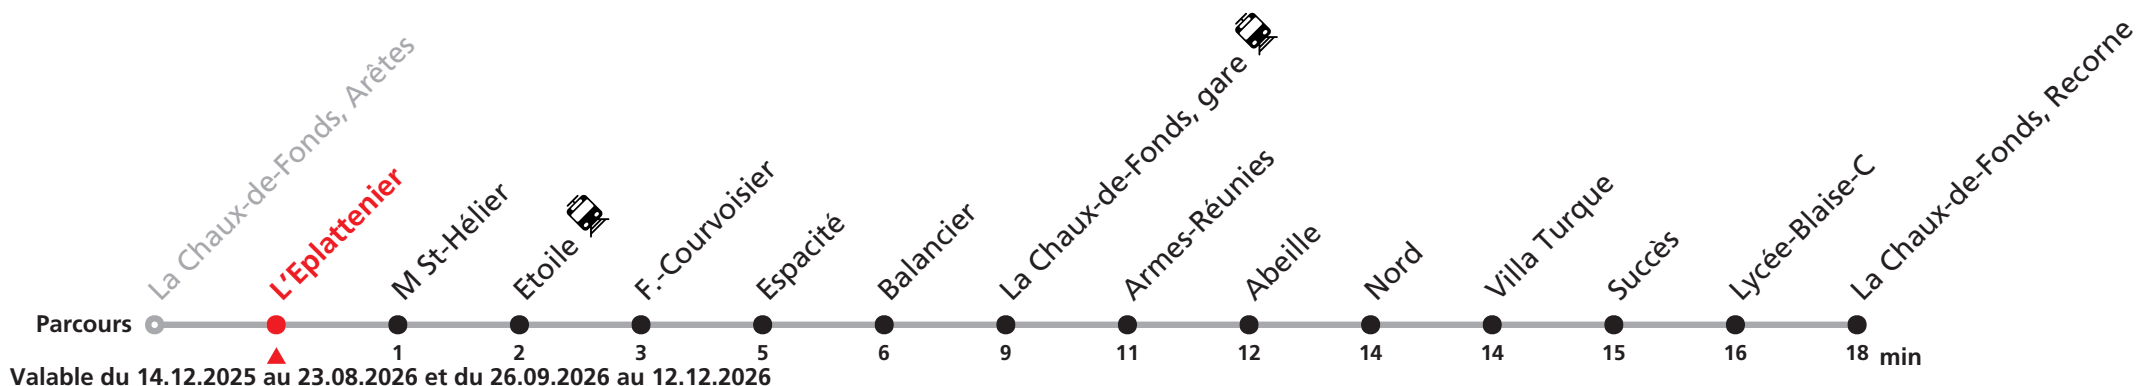 La Chaux-de-Fonds, Arêtes
L'Eplattenier
M St-Hélier
Etoile
F.-Courvoisier
Espacité
Balancier
La Chaux-de-Fonds, gare
Armes-Réunies
Abeille
Nord
Villa Turque
Succès
Lycée-Blaise-C
La Chaux-de-Fonds, Recorne
Parcours
1 2 3 5 6 9 11 12 14 14 15 16 18 min
Valable du 14.12.2025 au 23.08.2026 et du 26.09.2026 au 12.12.2026